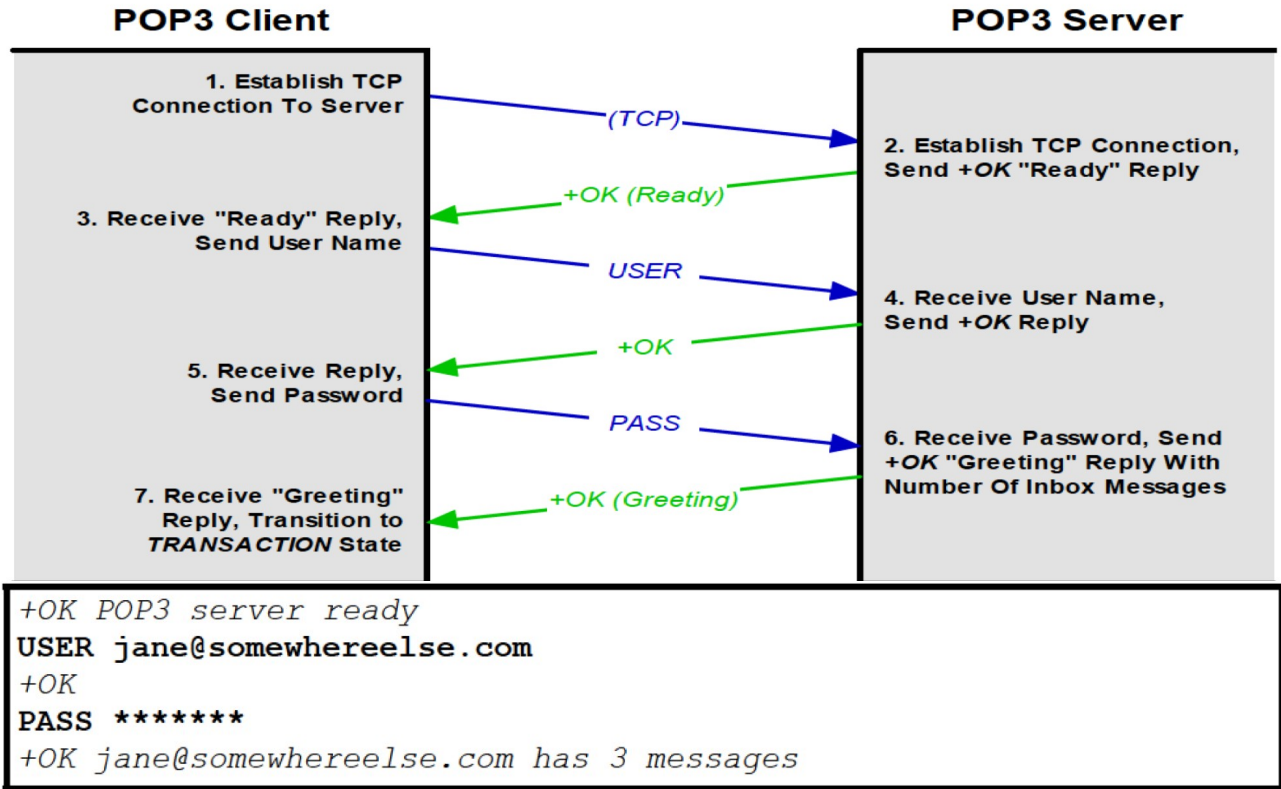 POP3 Client
POP3 Server
1. Establish TCP
Connection To Server
(TCP)
2. Establish TCP Connection,
Send +OK "Ready" Reply
+OK (Ready)
3. Receive "Ready" Reply,
Send User Name
USER
4. Receive User Name,
Send +OK Reply
+OK
5. Receive Reply,
Send Password
PASS
6. Receive Password, Send
+OK "Greeting" Reply With
Number Of Inbox Messages
+OK (Greeting)
7. Receive "Greeting"
Reply, Transition to
TRANSACTION State
+OK POP3 server ready
USER jane@somewhereelse.com
+OK
PASS *******
+OK jane@somewhereelse.com has 3 messages